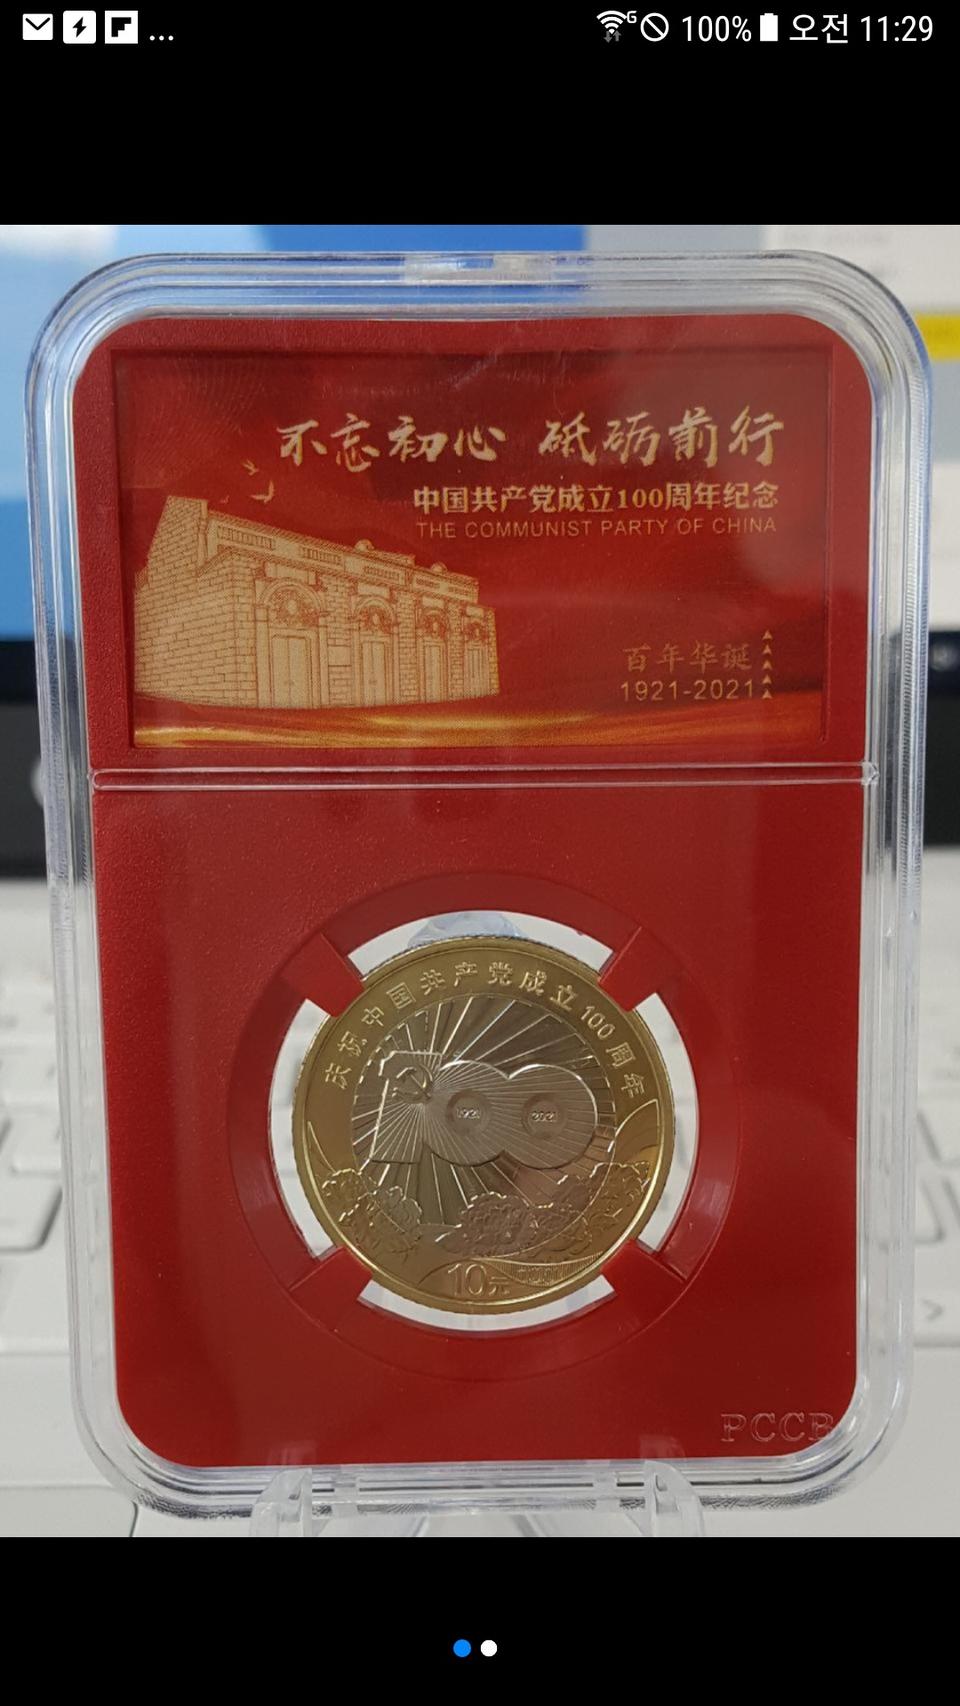 ... 100% 오전 11:29
不忘初心 砥砺前行
中国共产党成立100周年纪念
THE COMMUNIST PARTY OF CHINA
百年华诞
1921-2021
庆祝中国共产党成立100周年
100
1921 2021
10元
PCCB